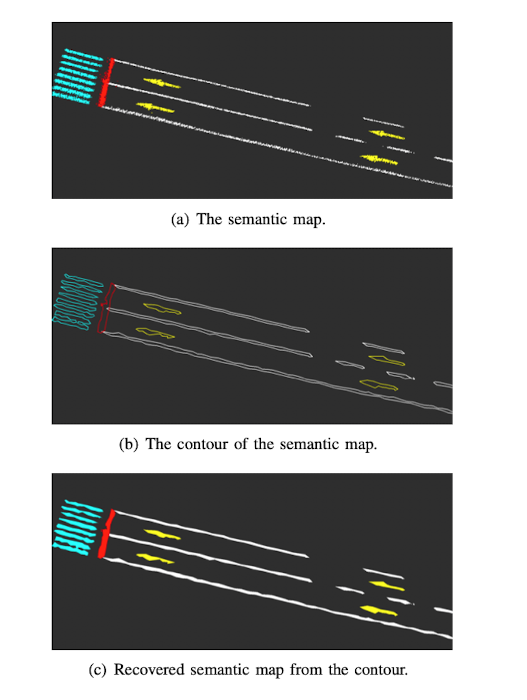 (a) The semantic map.
(b) The contour of the semantic map.
(c) Recovered semantic map from the contour.